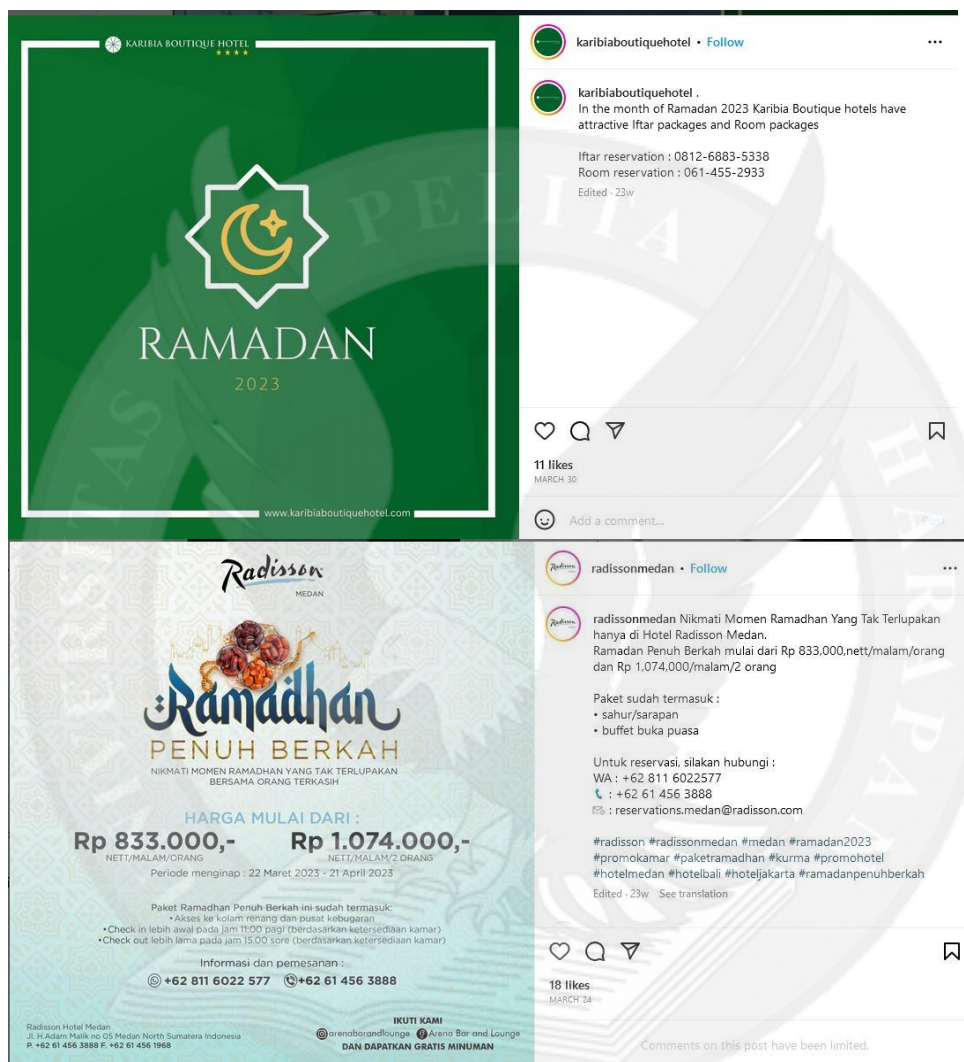 KARIBIA BOUTIQUE HOTEL
RAMADAN
2023
www.karibiaboutiquehotel.com
karibiaboutiquehotel • Follow
karibiaboutiquehotel .
In the month of Ramadan 2023 Karibia Boutique hotels have
attractive Iftar packages and Room packages
Iftar reservation : 0812-6883-5338
Room reservation : 061-455-2933
Edited · 23w
11 likes
MARCH 30
Add a comment...
Post
PELITA
HARAPA
Radisson
MEDAN
Ramadhan
PENUH BERKAH
NIKMATI MOMEN RAMADHAN YANG TAK TERLUPAKAN
BERSAMA ORANG TERKASIH
HARGA MULAI DARI :
Rp 833.000,- Rp 1.074.000,-
NETT/MALAM/ORANG NETT/MALAM/2 ORANG
Periode menginap : 22 Maret 2023 - 21 April 2023
Paket Ramadhan Penuh Berkah ini sudah termasuk:
•Akses ke kolam renang dan pusat kebugaran
•Check in lebih awal pada jam 11:00 pagi (berdasarkan ketersediaan kamar)
•Check out lebih lama pada jam 15.00 sore (berdasarkan ketersediaan kamar)
Informasi dan pemesanan :
+62 811 6022 577 +62 61 456 3888
Radisson Hotel Medan
Jl. H.Adam Malik no 05 Medan North Sumatera Indonesia
P. +62 61 456 3888 F. +62 61 456 1968
IKUTI KAMI
arenabarandlounge Arena Bar and Lounge
DAN DAPATKAN GRATIS MINUMAN
radissonmedan • Follow
radissonmedan Nikmati Momen Ramadhan Yang Tak Terlupakan
hanya di Hotel Radisson Medan.
Ramadan Penuh Berkah mulai dari Rp 833,000,nett/malam/orang
dan Rp 1,074,000/malam/2 orang
Paket sudah termasuk :
• sahur/sarapan
• buffet buka puasa
Untuk reservasi, silakan hubungi :
WA : +62 811 6022577
: +62 61 456 3888
: reservations.medan@radisson.com
#radisson #radissonmedan #medan #ramadan2023
#promokamar #paketramadhan #kurma #promohotel
#hotelmedan #hotelbali #hoteljakarta #ramadanpenuhberkah
Edited · 23w See translation
18 likes
MARCH 24
Comments on this post have been limited.